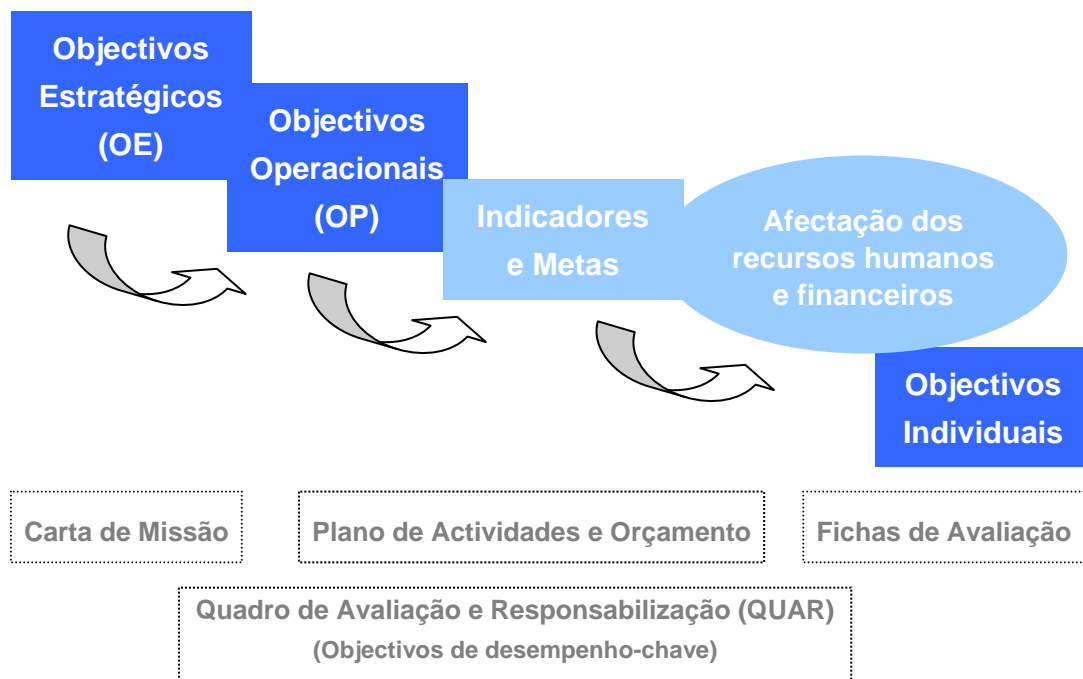 Objectivos
Estratégicos
(OE)
Objectivos
Operacionais
(OP)
Indicadores
e Metas
Afectação dos
recursos humanos
e financeiros
Objectivos
Individuais
Carta de Missão
Plano de Actividades e Orçamento
Fichas de Avaliação
Quadro de Avaliação e Responsabilização (QUAR)
(Objectivos de desempenho-chave)